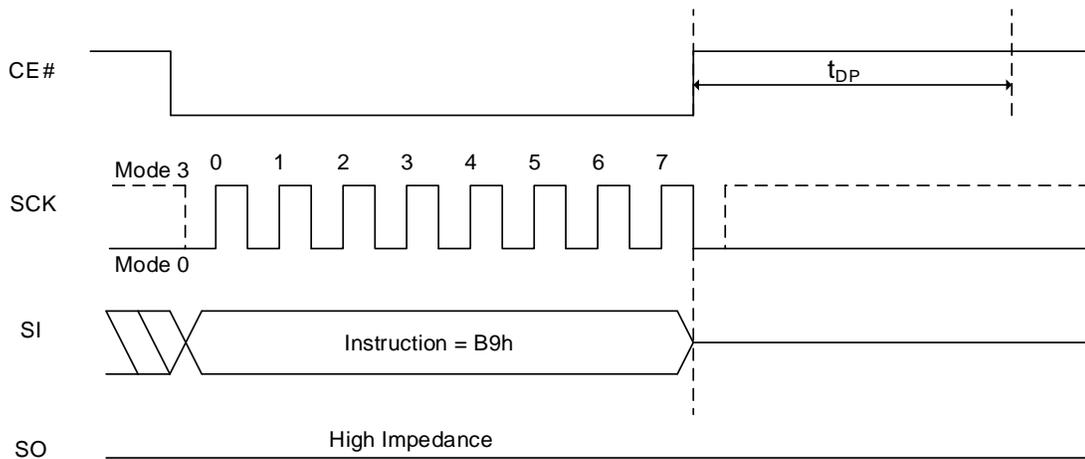 CE#
tDP
Mode 3
0 1 2 3 4 5 6 7
SCK
Mode 0
SI
Instruction = B9h
High Impedance
SO